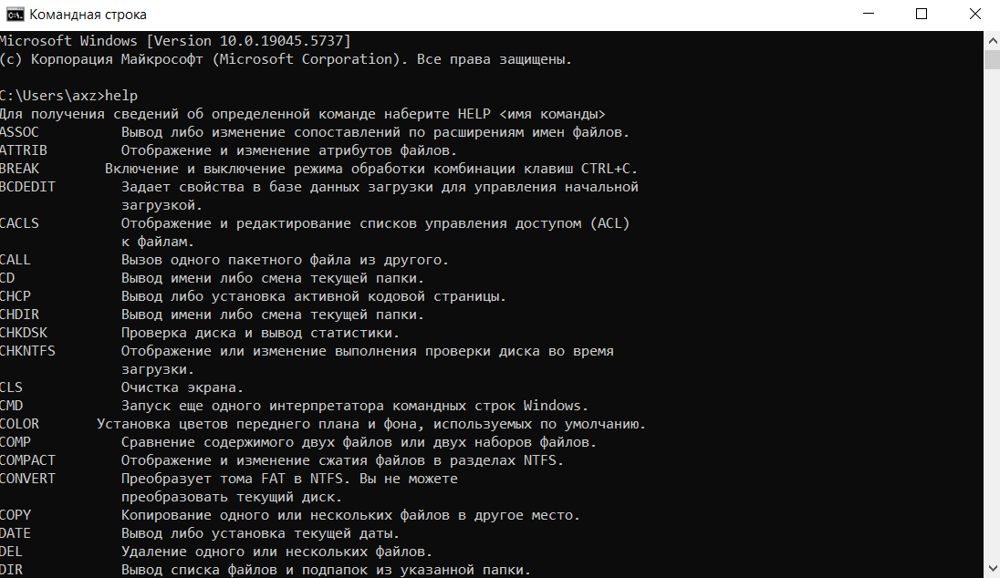 Командная строка
Microsoft Windows [Version 10.0.19045.5737]
(c) Корпорация Майкрософт (Microsoft Corporation). Все права защищены.
C:\Users\axz>help
Для получения сведений об определенной команде наберите HELP <имя команды>
ASSOC          Вывод либо изменение сопоставлений по расширениям имен файлов.
ATTRIB         Отображение и изменение атрибутов файлов.
BREAK        Включение и выключение режима обработки комбинации клавиш CTRL+C.
BCDEDIT        Задает свойства в базе данных загрузки для управления начальной
               загрузкой.
CACLS          Отображение и редактирование списков управления доступом (ACL)
               к файлам.
CALL           Вызов одного пакетного файла из другого.
CD             Вывод имени либо смена текущей папки.
CHCP           Вывод либо установка активной кодовой страницы.
CHDIR          Вывод имени либо смена текущей папки.
CHKDSK         Проверка диска и вывод статистики.
CHKNTFS        Отображение или изменение выполнения проверки диска во время
               загрузки.
CLS            Очистка экрана.
CMD            Запуск еще одного интерпретатора командных строк Windows.
COLOR       Установка цветов переднего плана и фона, используемых по умолчанию.
COMP           Сравнение содержимого двух файлов или двух наборов файлов.
COMPACT        Отображение и изменение сжатия файлов в разделах NTFS.
CONVERT        Преобразует тома FAT в NTFS. Вы не можете
               преобразовать текущий диск.
COPY           Копирование одного или нескольких файлов в другое место.
DATE           Вывод либо установка текущей даты.
DEL            Удаление одного или нескольких файлов.
DIR            Вывод списка файлов и подпапок из указанной папки.